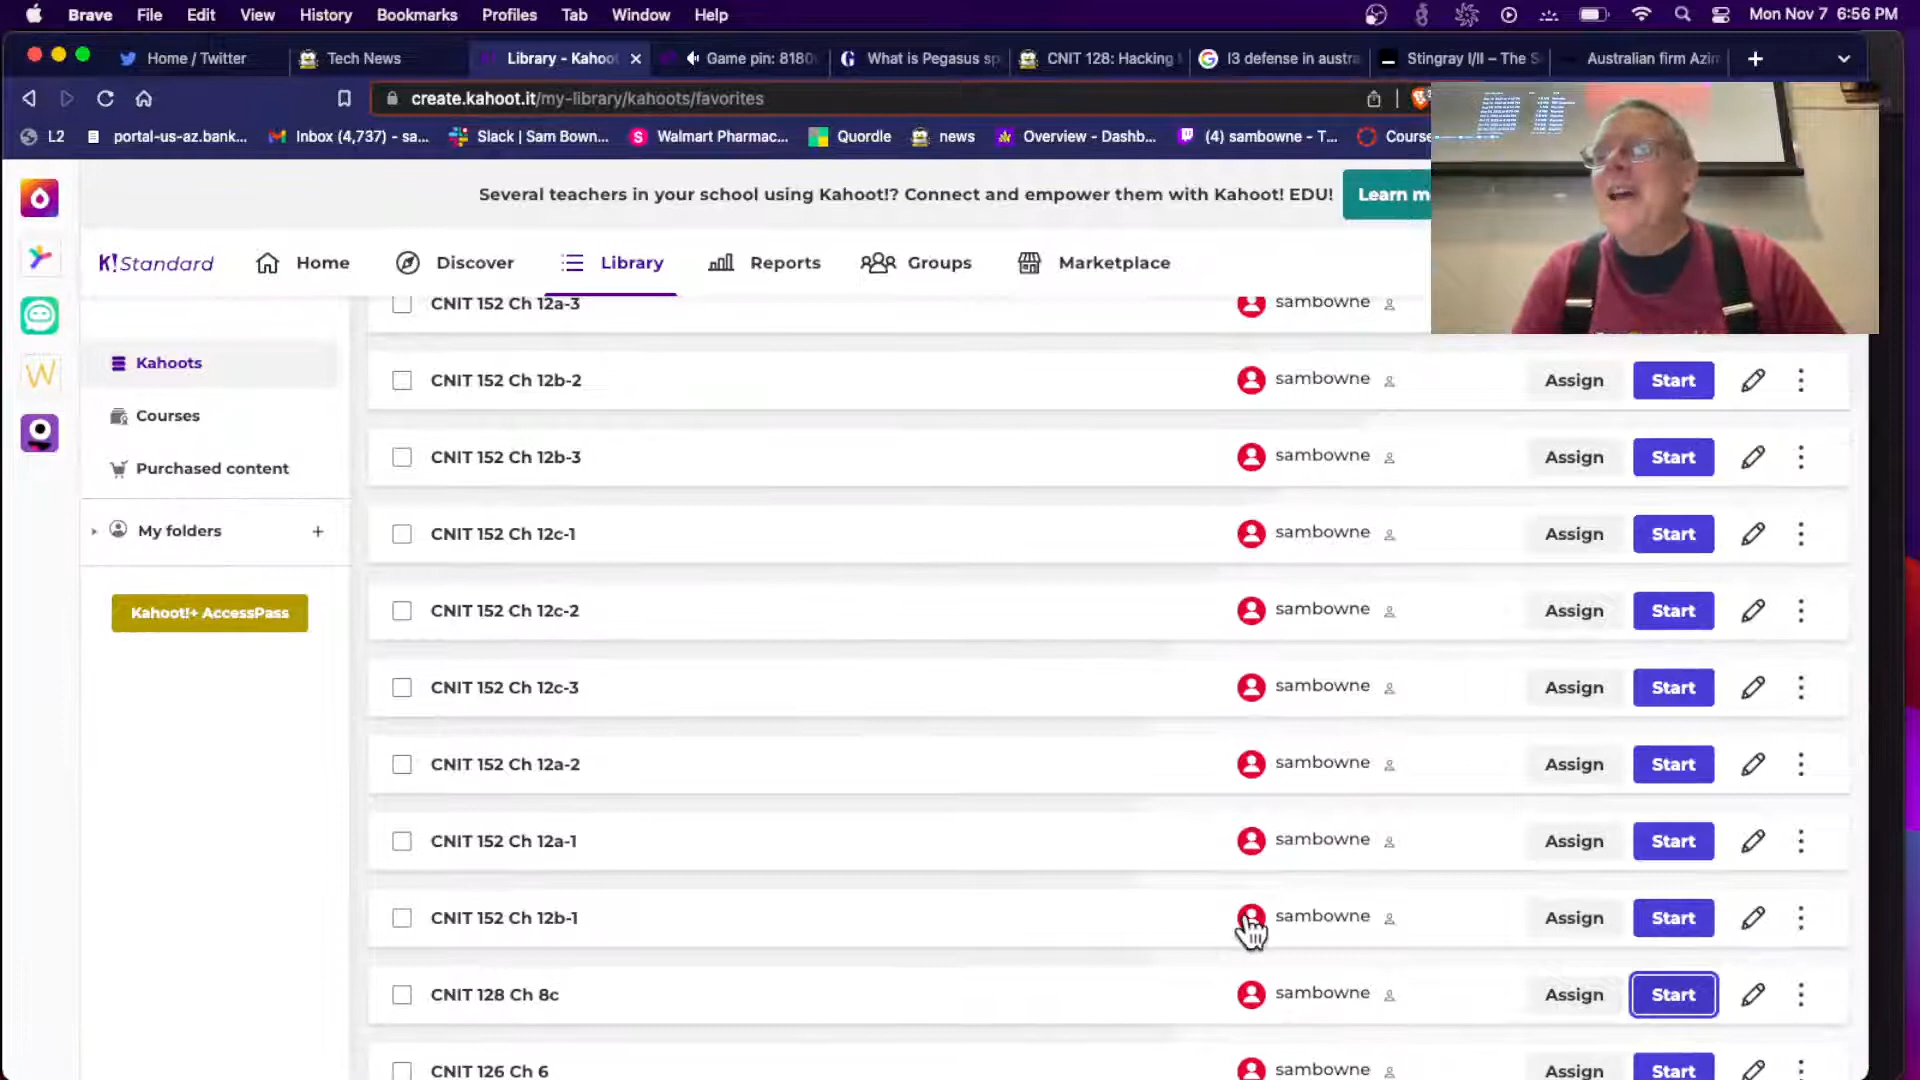 Brave File Edit View History Bookmarks Profiles Tab Window Help Mon Nov 7 6:56 PM
Home / Twitter Tech News Library - Kahoot Game pin: 8180 What is Pegasus sp CNIT 128: Hacking I3 defense in austra Stingray I/II – The S Australian firm Azim
create.kahoot.it/my-library/kahoots/favorites
L2 portal-us-az.bank... Inbox (4,737) - sa... Slack | Sam Bown... Walmart Pharmac... Quordle news Overview - Dashb... (4) sambowne - T... Course
Several teachers in your school using Kahoot!? Connect and empower them with Kahoot! EDU! Learn m
K!Standard Home Discover Library Reports Groups Marketplace
Kahoots
Courses
Purchased content
My folders +
Kahoot!+ AccessPass
CNIT 152 Ch 12a-3 sambowne
CNIT 152 Ch 12b-2 sambowne Assign Start
CNIT 152 Ch 12b-3 sambowne Assign Start
CNIT 152 Ch 12c-1 sambowne Assign Start
CNIT 152 Ch 12c-2 sambowne Assign Start
CNIT 152 Ch 12c-3 sambowne Assign Start
CNIT 152 Ch 12a-2 sambowne Assign Start
CNIT 152 Ch 12a-1 sambowne Assign Start
CNIT 152 Ch 12b-1 sambowne Assign Start
CNIT 128 Ch 8c sambowne Assign Start
CNIT 126 Ch 6 sambowne Assign Start